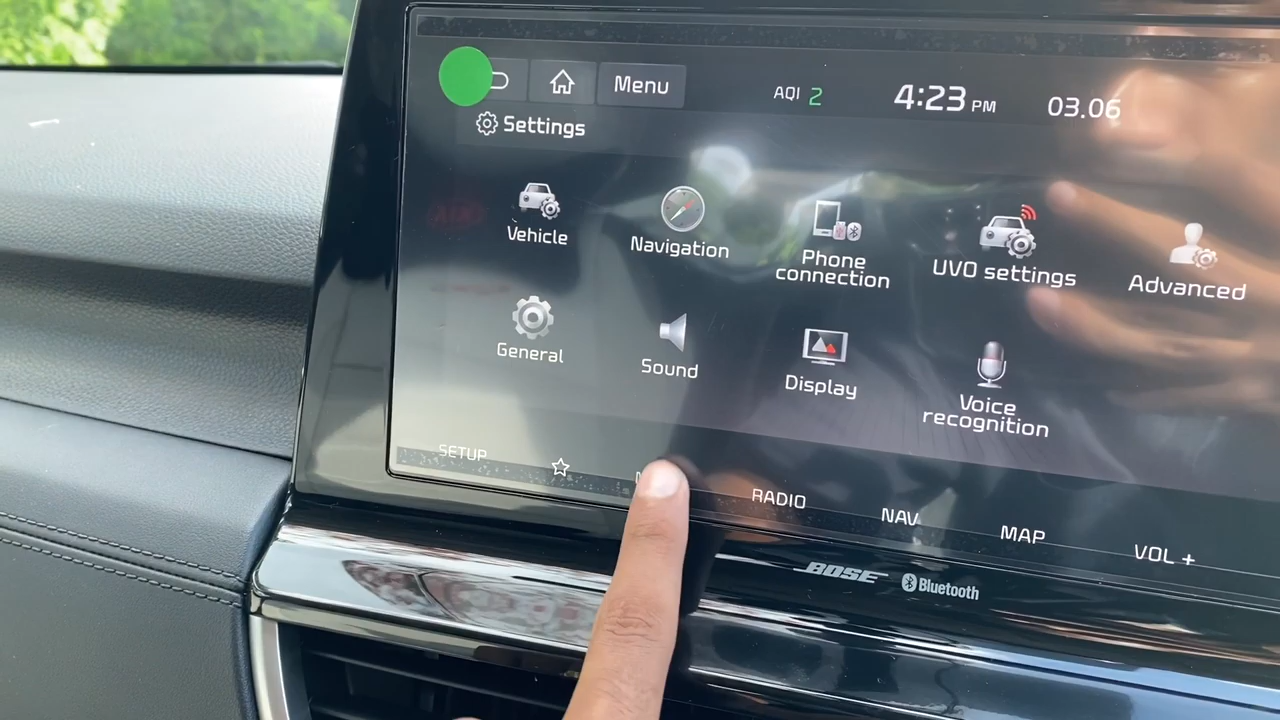 Menu
AQI 2
4:23 PM
03.06
Settings
Vehicle
Navigation
Phone
connection
UVO settings
Advanced
General
Sound
Display
Voice
recognition
SETUP
RADIO
NAV
MAP
VOL +
BOSE
Bluetooth